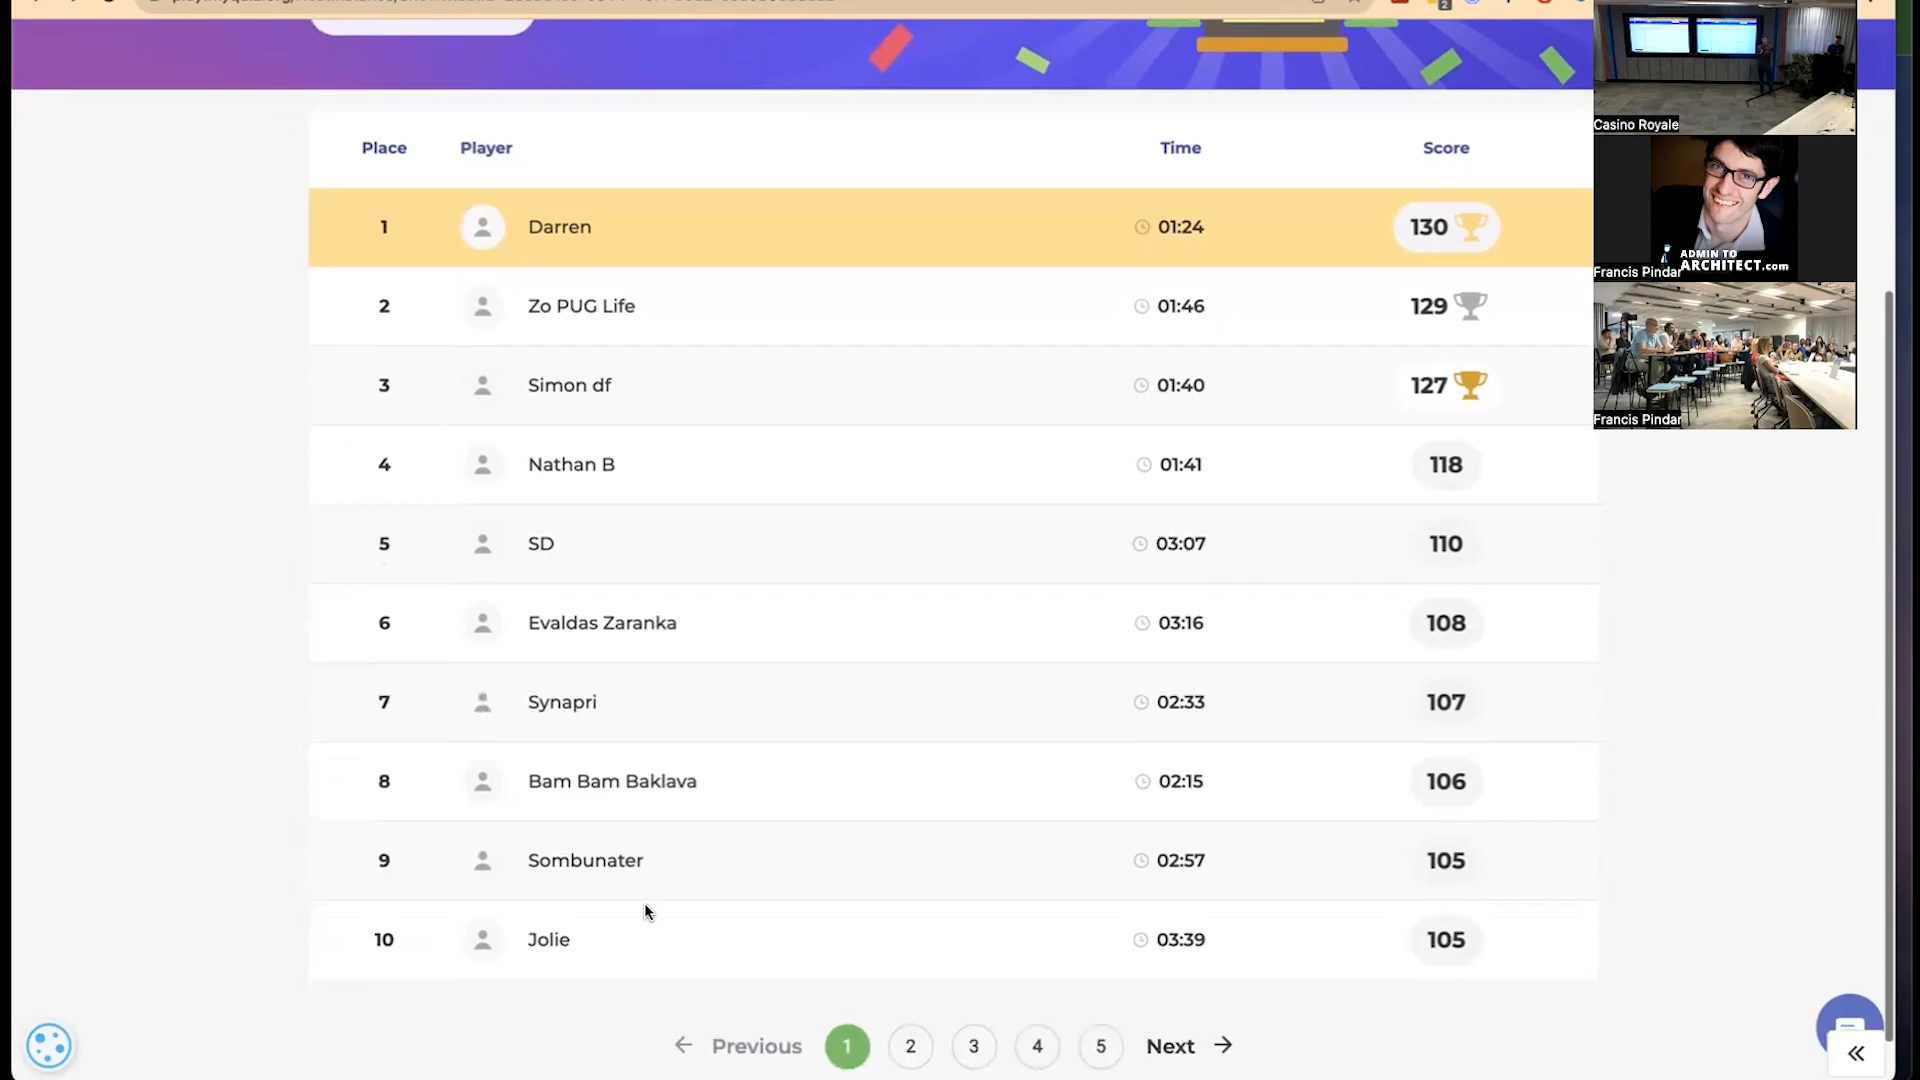 2
Casino Royale
ADMIN TO
ARCHITECT.com
Francis Pindar
Francis Pindar
Place Player Time Score
1 Darren 01:24 130
2 Zo PUG Life 01:46 129
3 Simon df 01:40 127
4 Nathan B 01:41 118
5 SD 03:07 110
6 Evaldas Zaranka 03:16 108
7 Synapri 02:33 107
8 Bam Bam Baklava 02:15 106
9 Sombunater 02:57 105
10 Jolie 03:39 105
← Previous 1 2 3 4 5 Next →
«